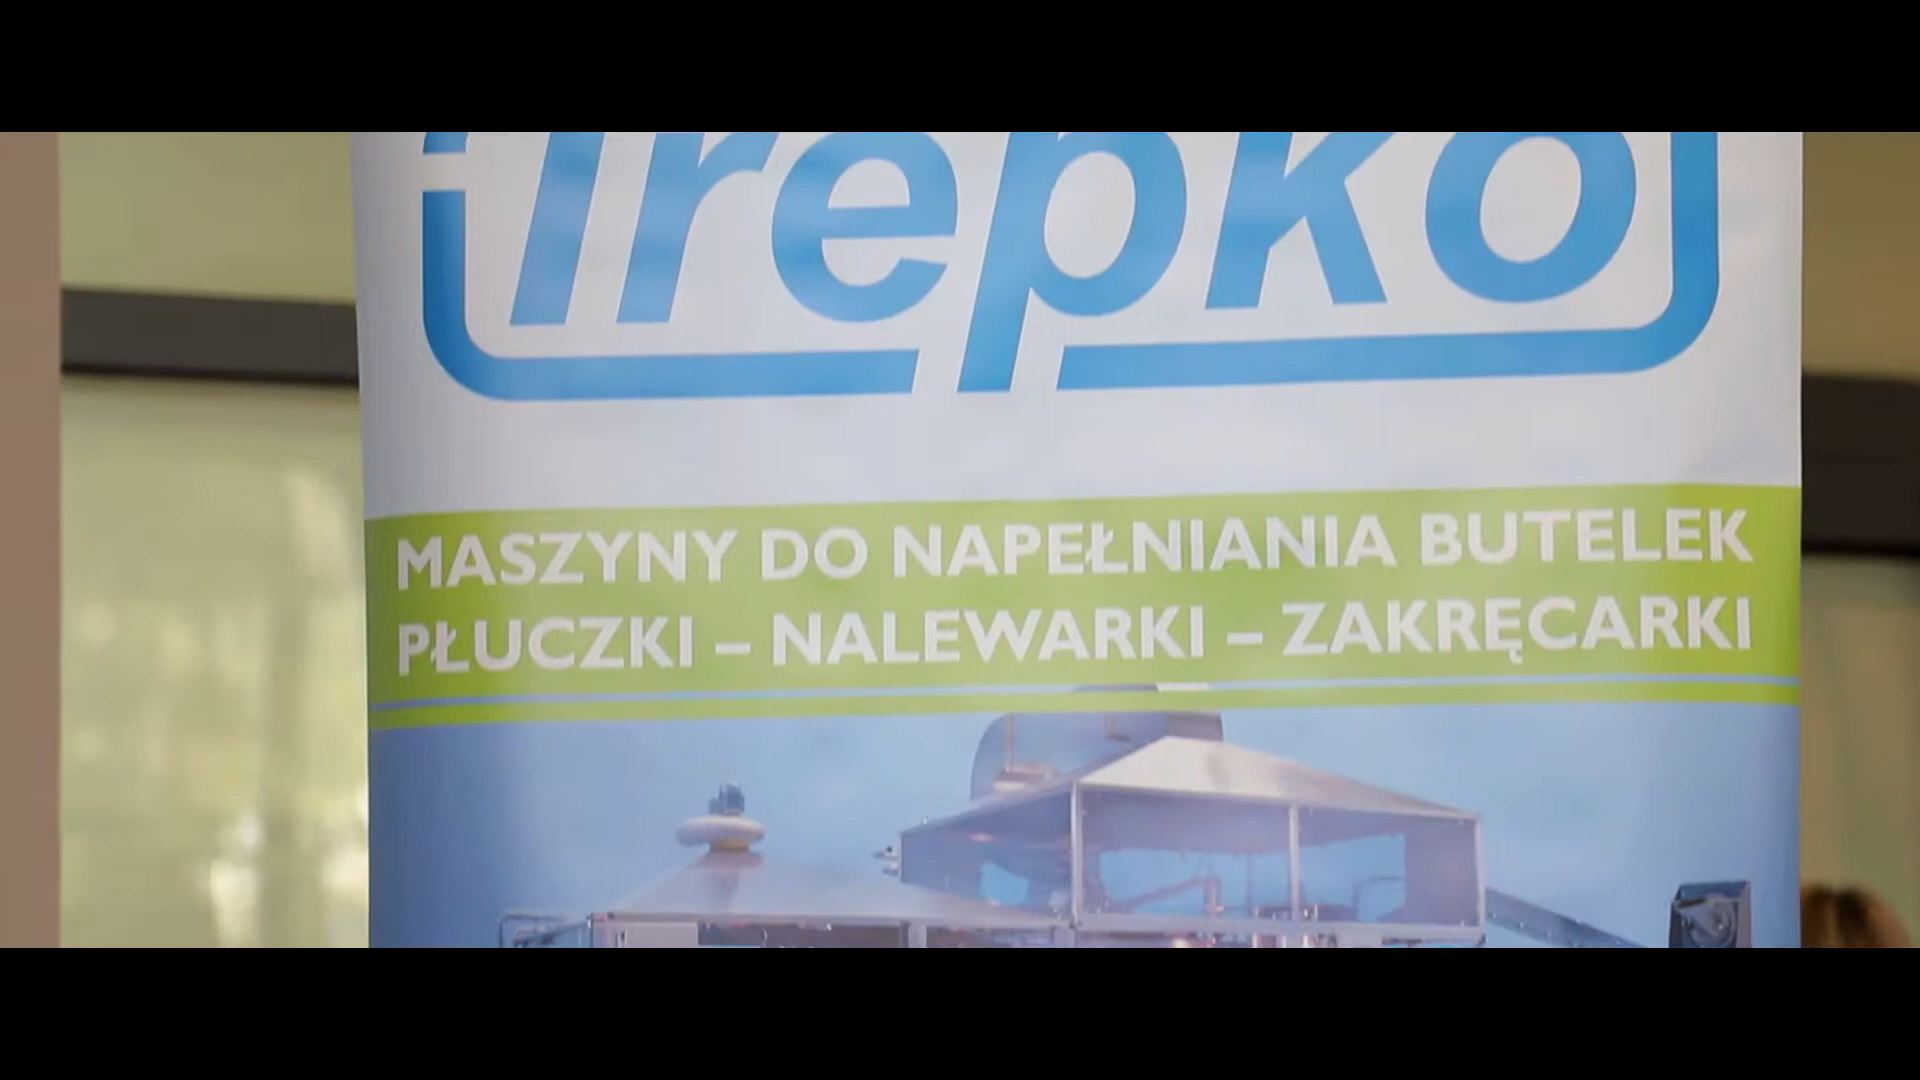 Trepko
MASZYNY DO NAPEŁNIANIA BUTELEK
PŁUCZKI – NALEWARKI – ZAKRĘCARKI